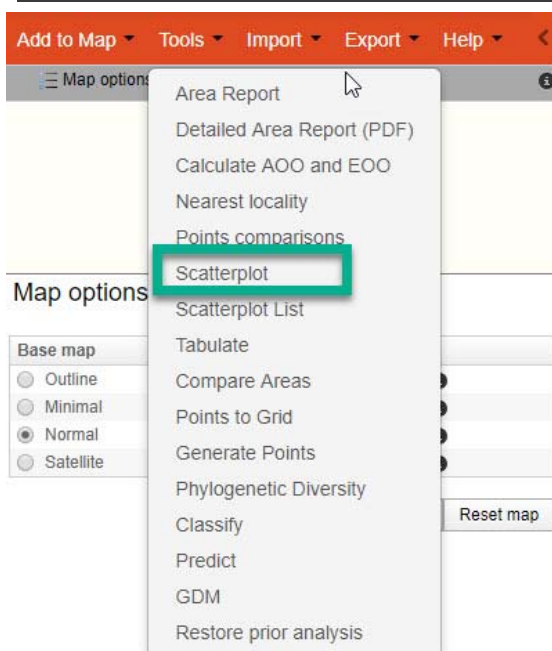 Add to Map Tools Import Export Help
Map options
Area Report
Detailed Area Report (PDF)
Calculate AOO and EOO
Nearest locality
Points comparisons
Scatterplot
Scatterplot List
Tabulate
Compare Areas
Points to Grid
Generate Points
Phylogenetic Diversity
Classify
Predict
GDM
Restore prior analysis
Map options
Base map
Outline
Minimal
Normal
Satellite
Reset map